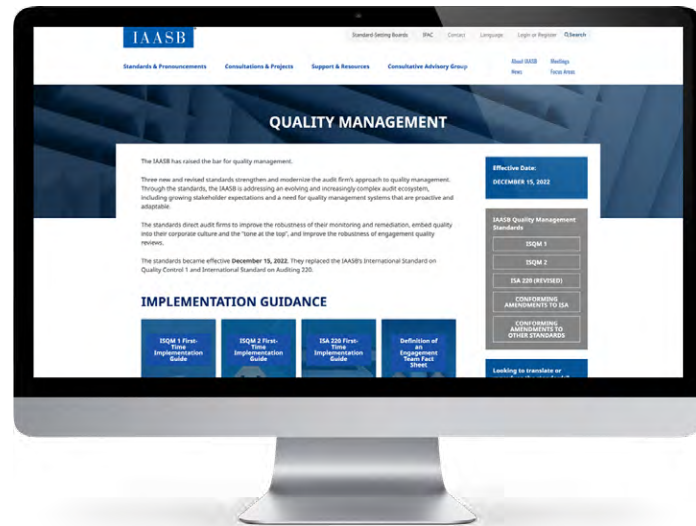 IAASB
Standard-Setting Boards IFAC Contact Language Login or Register Search
Standards & Pronouncements Consultations & Projects Support & Resources Consultative Advisory Group
About IAASB Meetings
News Focus Areas
QUALITY MANAGEMENT
The IAASB has raised the bar for quality management.
Three new and revised standards strengthen and modernize the audit firm's approach to quality management.
Through the standards, the IAASB is addressing an evolving and increasingly complex audit ecosystem,
including growing stakeholder expectations and a need for quality management systems that are proactive and
adaptable.
The standards direct audit firms to improve the robustness of their monitoring and remediation, embed quality
into their corporate culture and the "tone at the top", and improve the robustness of engagement quality
reviews.
The standards became effective December 15, 2022. They replaced the IAASB's International Standard on
Quality Control 1 and International Standard on Auditing 220.
IMPLEMENTATION GUIDANCE
ISQM 1 First-
Time
Implementation
Guide
ISQM 2 First-
Time
Implementation
Guide
ISA 220 First-
Time
Implementation
Guide
Definition of
an
Engagement
Team Fact
Sheet
Effective Date:
DECEMBER 15, 2022
IAASB Quality Management
Standards
ISQM 1
ISQM 2
ISA 220 (REVISED)
CONFORMING
AMENDMENTS TO ISA
CONFORMING
AMENDMENTS TO
OTHER STANDARDS
Looking to translate or